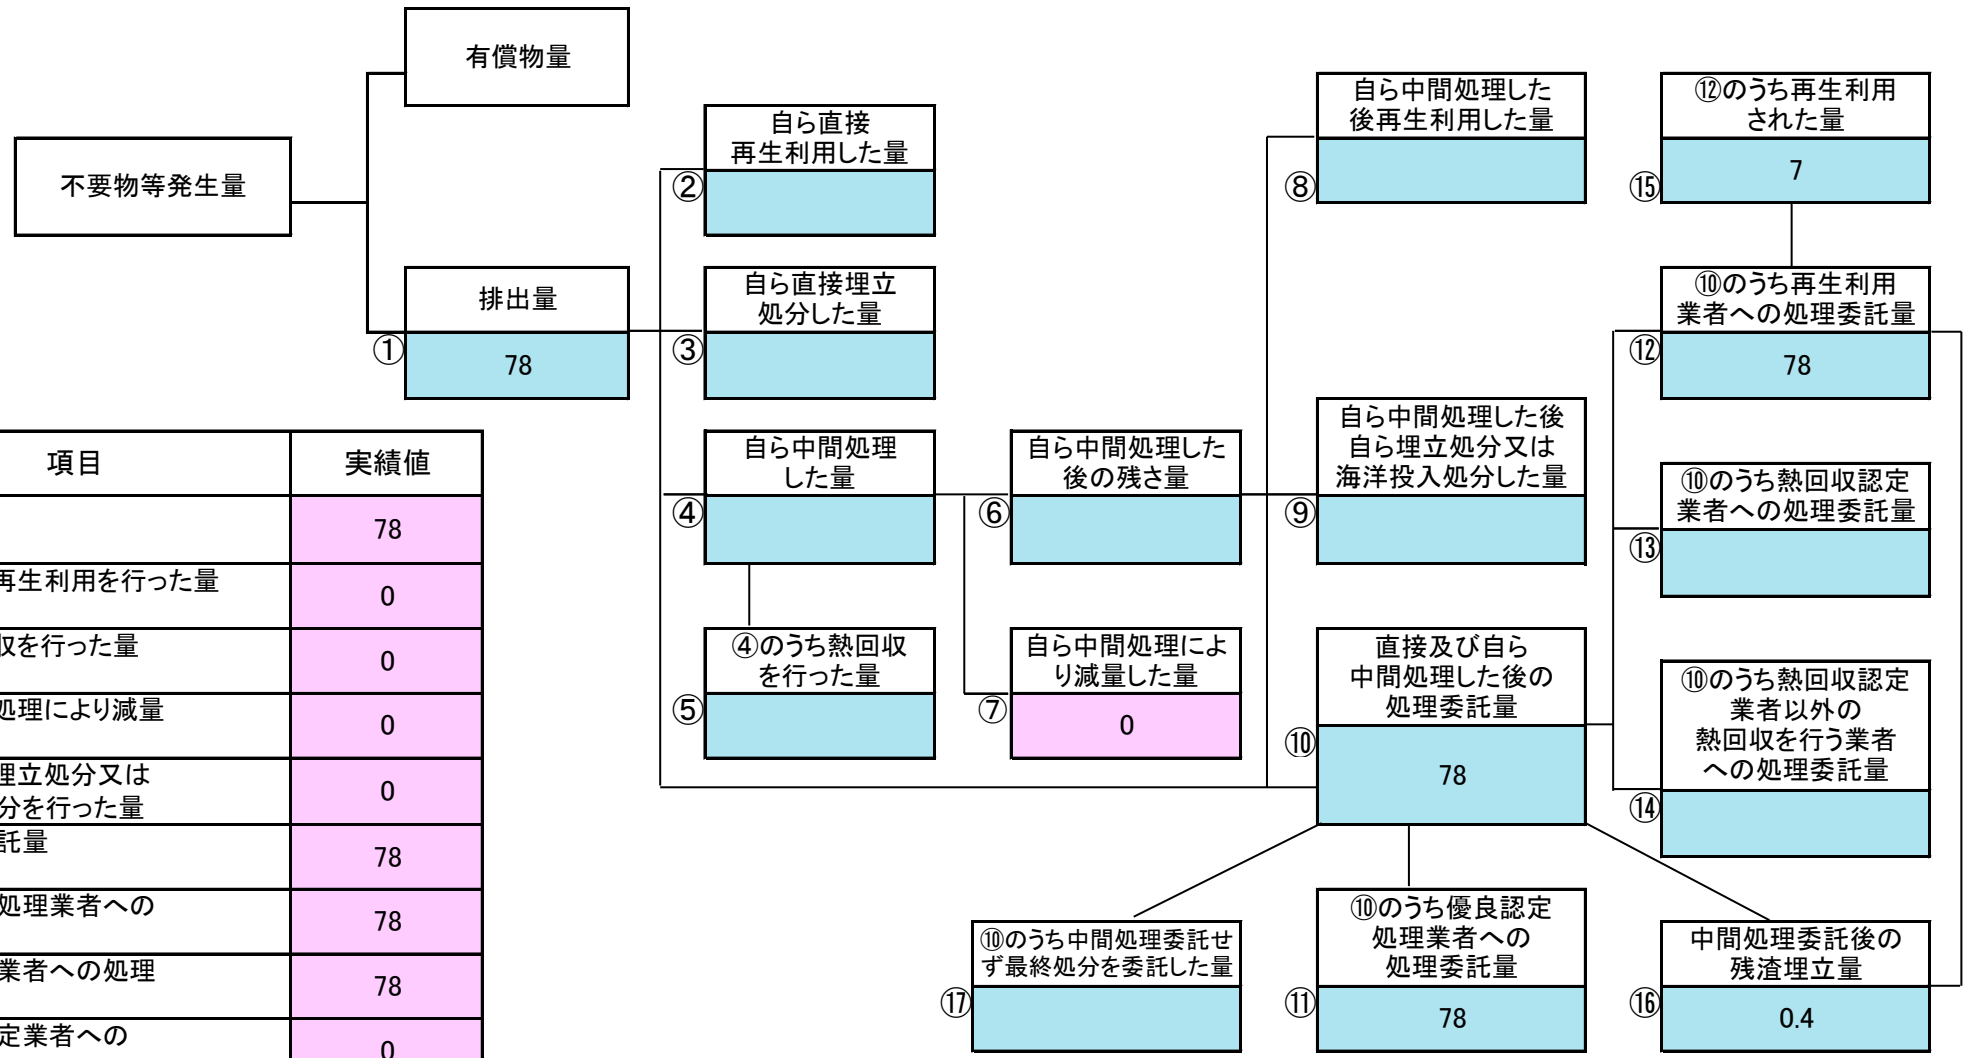 有償物量
不要物等発生量
排出量
①
78
自ら直接
再生利用した量
②
自ら直接埋立
処分した量
③
自ら中間処理
した量
④
④のうち熱回収
を行った量
⑤
自ら中間処理した
後の残さ量
⑥
自ら中間処理によ
り減量した量
⑦
0
自ら中間処理した
後再生利用した量
⑧
自ら中間処理した後
自ら埋立処分又は
海洋投入処分した量
⑨
直接及び自ら
中間処理した後の
処理委託量
⑩
78
⑩のうち優良認定
処理業者への
処理委託量
⑪
78
⑫のうち再生利用
された量
⑮
7
⑩のうち再生利用
業者への処理委託量
⑫
78
⑩のうち熱回収認定
業者への処理委託量
⑬
⑩のうち熱回収認定
業者以外の
熱回収を行う業者
への処理委託量
⑭
中間処理委託後の
残渣埋立量
⑯
0.4
⑩のうち中間処理委託せ
ず最終処分を委託した量
⑰
項目 実績値
78
再生利用を行った量 0
収を行った量 0
処理により減量 0
埋立処分又は
分を行った量 0
託量 78
処理業者への 78
業者への処理 78
定業者への 0